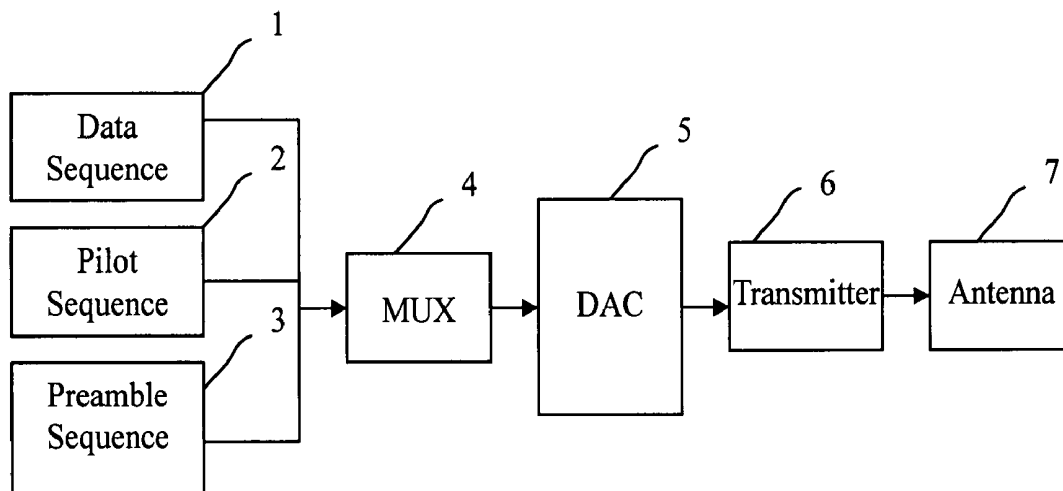 1
Data
Sequence
2
Pilot
Sequence
3
Preamble
Sequence
4
MUX
5
DAC
6
Transmitter
7
Antenna